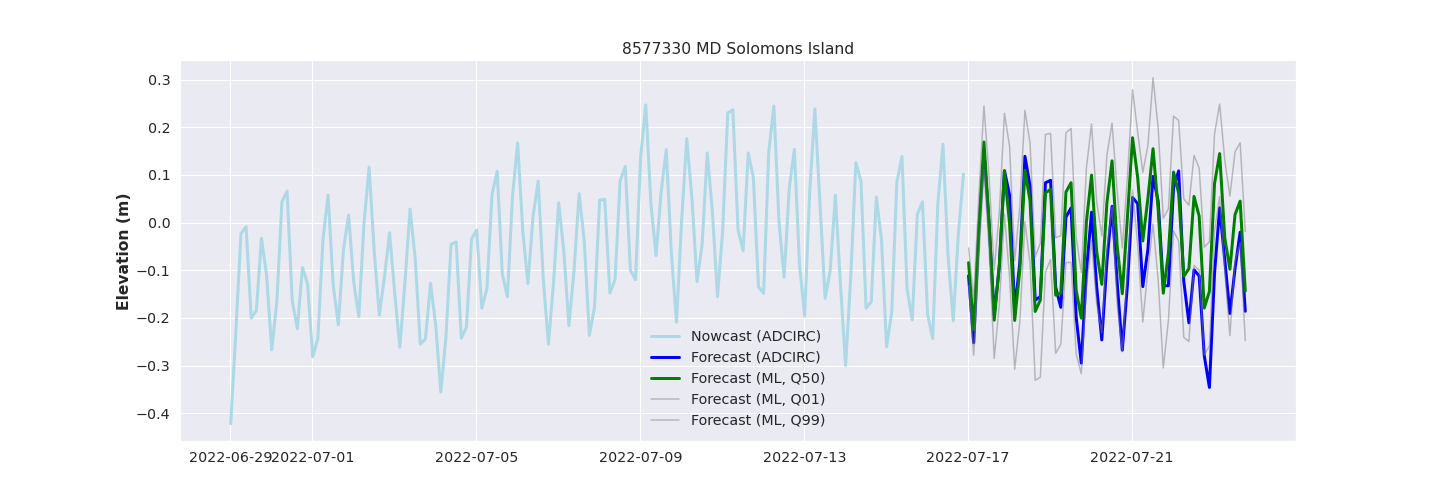 8577330 MD Solomons Island
Elevation (m)
0.3
0.2
0.1
0.0
−0.1
−0.2
−0.3
−0.4
Nowcast (ADCIRC)
Forecast (ADCIRC)
Forecast (ML, Q50)
Forecast (ML, Q01)
Forecast (ML, Q99)
2022-06-29 2022-07-01 2022-07-05 2022-07-09 2022-07-13 2022-07-17 2022-07-21